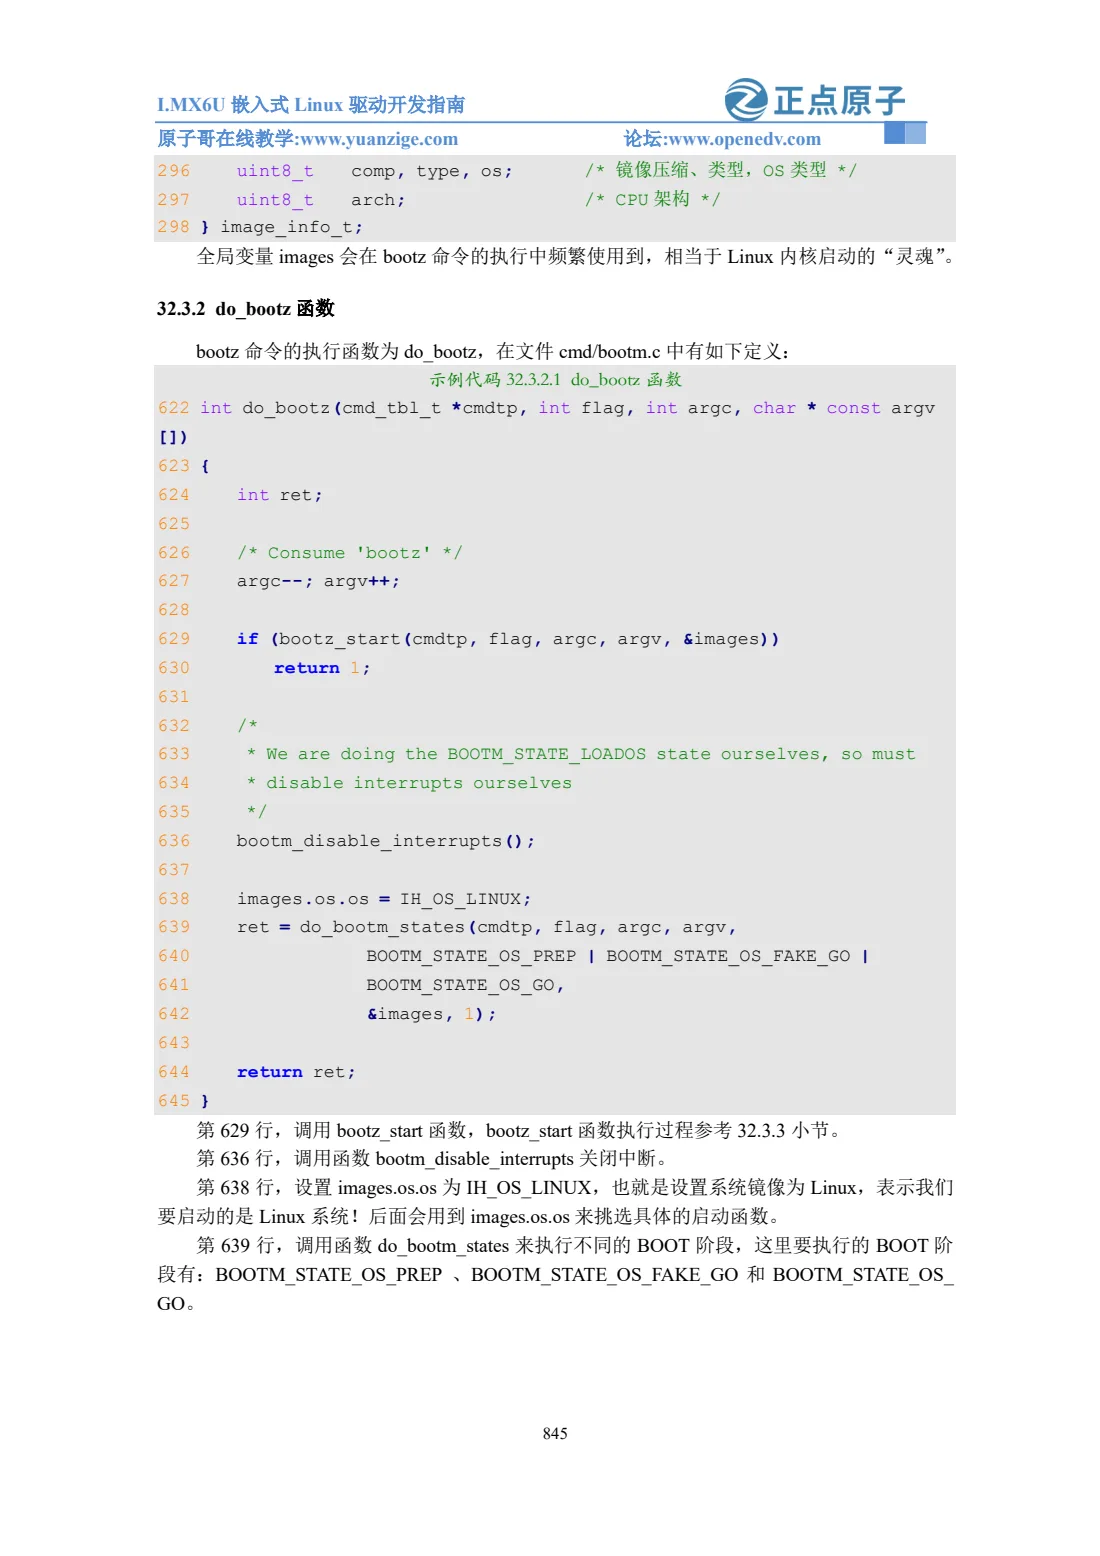 I.MX6U 嵌入式 Linux 驱动开发指南
正点原子
原子哥在线教学:www.yuanzige.com 论坛:www.openedv.com
296 uint8_t comp, type, os; /* 镜像压缩、类型，OS 类型 */
297 uint8_t arch; /* CPU 架构 */
298 } image_info_t;
全局变量 images 会在 bootz 命令的执行中频繁使用到，相当于 Linux 内核启动的“灵魂”。
32.3.2 do_bootz 函数
bootz 命令的执行函数为 do_bootz，在文件 cmd/bootm.c 中有如下定义：
示例代码 32.3.2.1 do_bootz 函数
622 int do_bootz(cmd_tbl_t *cmdtp, int flag, int argc, char * const argv
[])
623 {
624 int ret;
625
626 /* Consume 'bootz' */
627 argc--; argv++;
628
629 if (bootz_start(cmdtp, flag, argc, argv, &images))
630 return 1;
631
632 /*
633 * We are doing the BOOTM_STATE_LOADOS state ourselves, so must
634 * disable interrupts ourselves
635 */
636 bootm_disable_interrupts();
637
638 images.os.os = IH_OS_LINUX;
639 ret = do_bootm_states(cmdtp, flag, argc, argv,
640 BOOTM_STATE_OS_PREP | BOOTM_STATE_OS_FAKE_GO |
641 BOOTM_STATE_OS_GO,
642 &images, 1);
643
644 return ret;
645 }
第 629 行，调用 bootz_start 函数，bootz_start 函数执行过程参考 32.3.3 小节。
第 636 行，调用函数 bootm_disable_interrupts 关闭中断。
第 638 行，设置 images.os.os 为 IH_OS_LINUX，也就是设置系统镜像为 Linux，表示我们
要启动的是 Linux 系统！后面会用到 images.os.os 来挑选具体的启动函数。
第 639 行，调用函数 do_bootm_states 来执行不同的 BOOT 阶段，这里要执行的 BOOT 阶
段有：BOOTM_STATE_OS_PREP 、BOOTM_STATE_OS_FAKE_GO 和 BOOTM_STATE_OS_
GO。
845